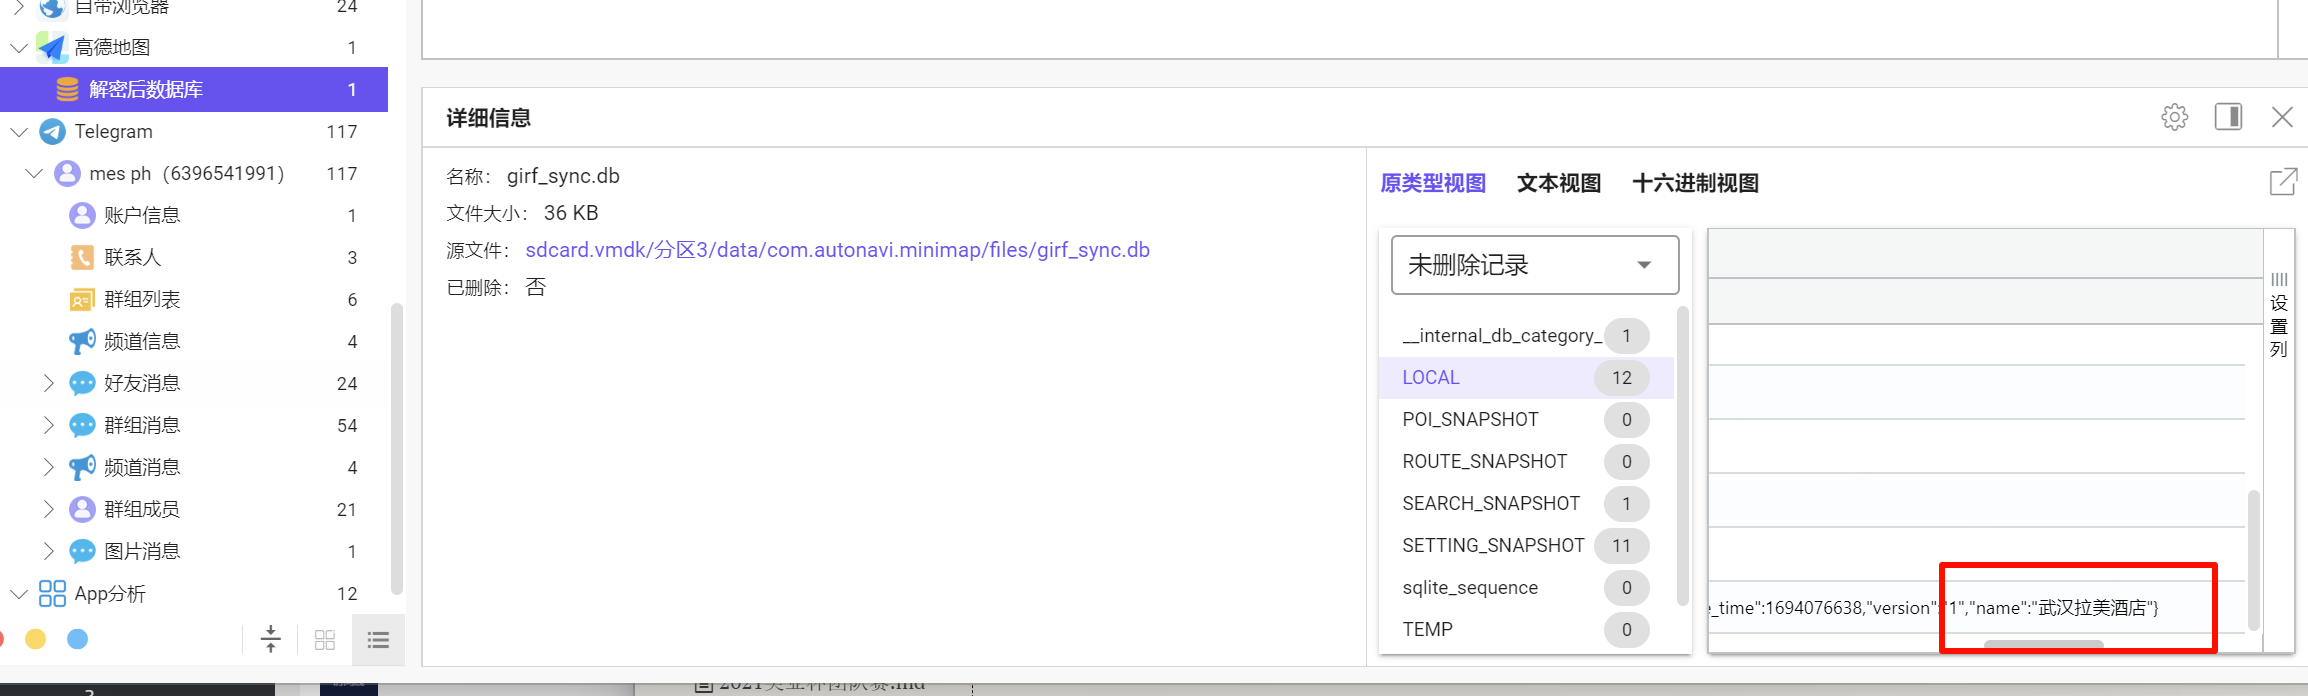 自带浏览器 24
高德地图 1
解密后数据库 1
Telegram 117
mes ph（6396541991） 117
账户信息 1
联系人 3
群组列表 6
频道信息 4
好友消息 24
群组消息 54
频道消息 4
群组成员 21
图片消息 1
App分析 12
详细信息
名称： girf_sync.db
文件大小： 36 KB
源文件： sdcard.vmdk/分区3/data/com.autonavi.minimap/files/girf_sync.db
已删除： 否
原类型视图 文本视图 十六进制视图
未删除记录
__internal_db_category_ 1
LOCAL 12
POI_SNAPSHOT 0
ROUTE_SNAPSHOT 0
SEARCH_SNAPSHOT 1
SETTING_SNAPSHOT 11
sqlite_sequence 0
TEMP 0
设置列
_time":1694076638,"version":"1","name":"武汉拉美酒店"}